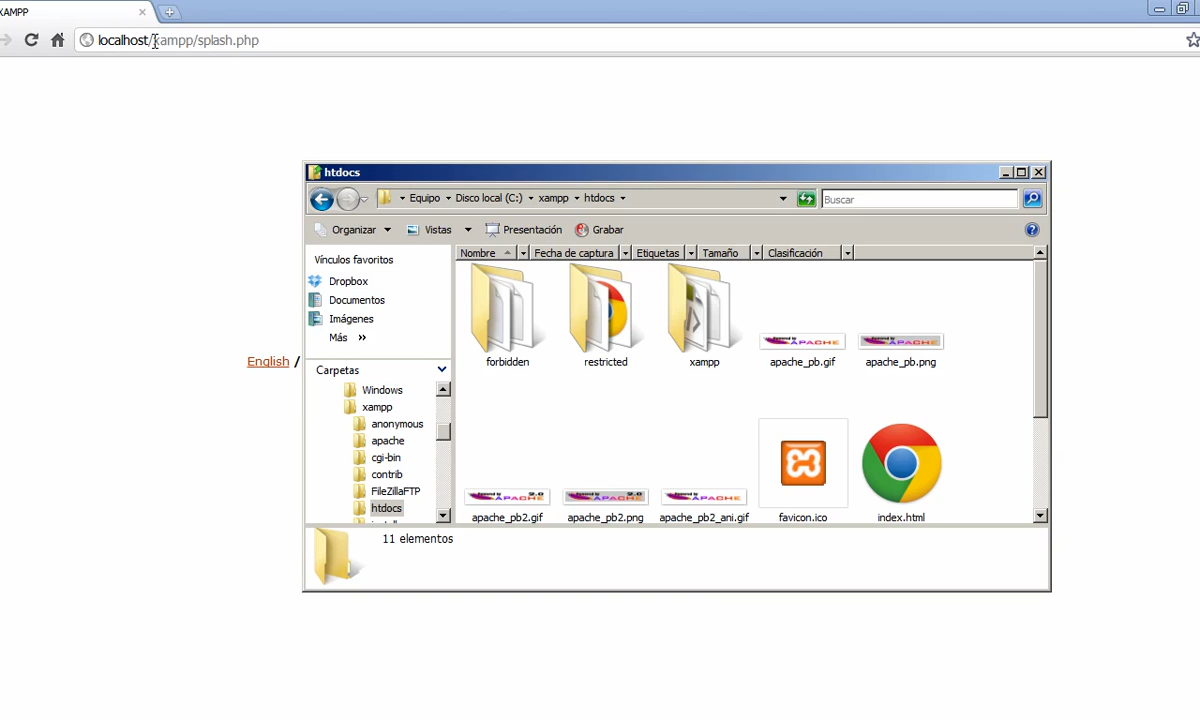 XAMPP
localhost/xampp/splash.php
htdocs
Equipo Disco local (C:) xampp htdocs
Buscar
Organizar Vistas Presentación Grabar
Vínculos favoritos
Dropbox
Documentos
Imágenes
Más »
Carpetas
Windows
xampp
anonymous
apache
cgi-bin
contrib
FileZillaFTP
htdocs
Nombre Fecha de captura Etiquetas Tamaño Clasificación
forbidden restricted xampp apache_pb.gif apache_pb.png
apache_pb2.gif apache_pb2.png apache_pb2_ani.gif favicon.ico index.html
11 elementos
English /